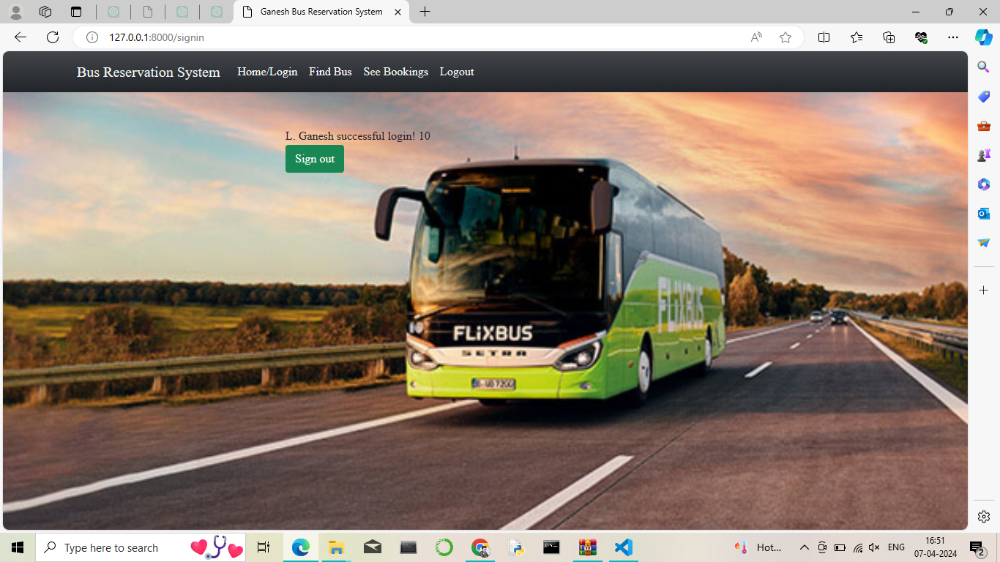 Ganesh Bus Reservation System
127.0.0.1:8000/signin
Bus Reservation System Home/Login Find Bus See Bookings Logout
L. Ganesh successful login! 10
Sign out
FLiXBUS
FLiXBUS
SETRA
Type here to search
Hot...
ENG
16:51
07-04-2024
2